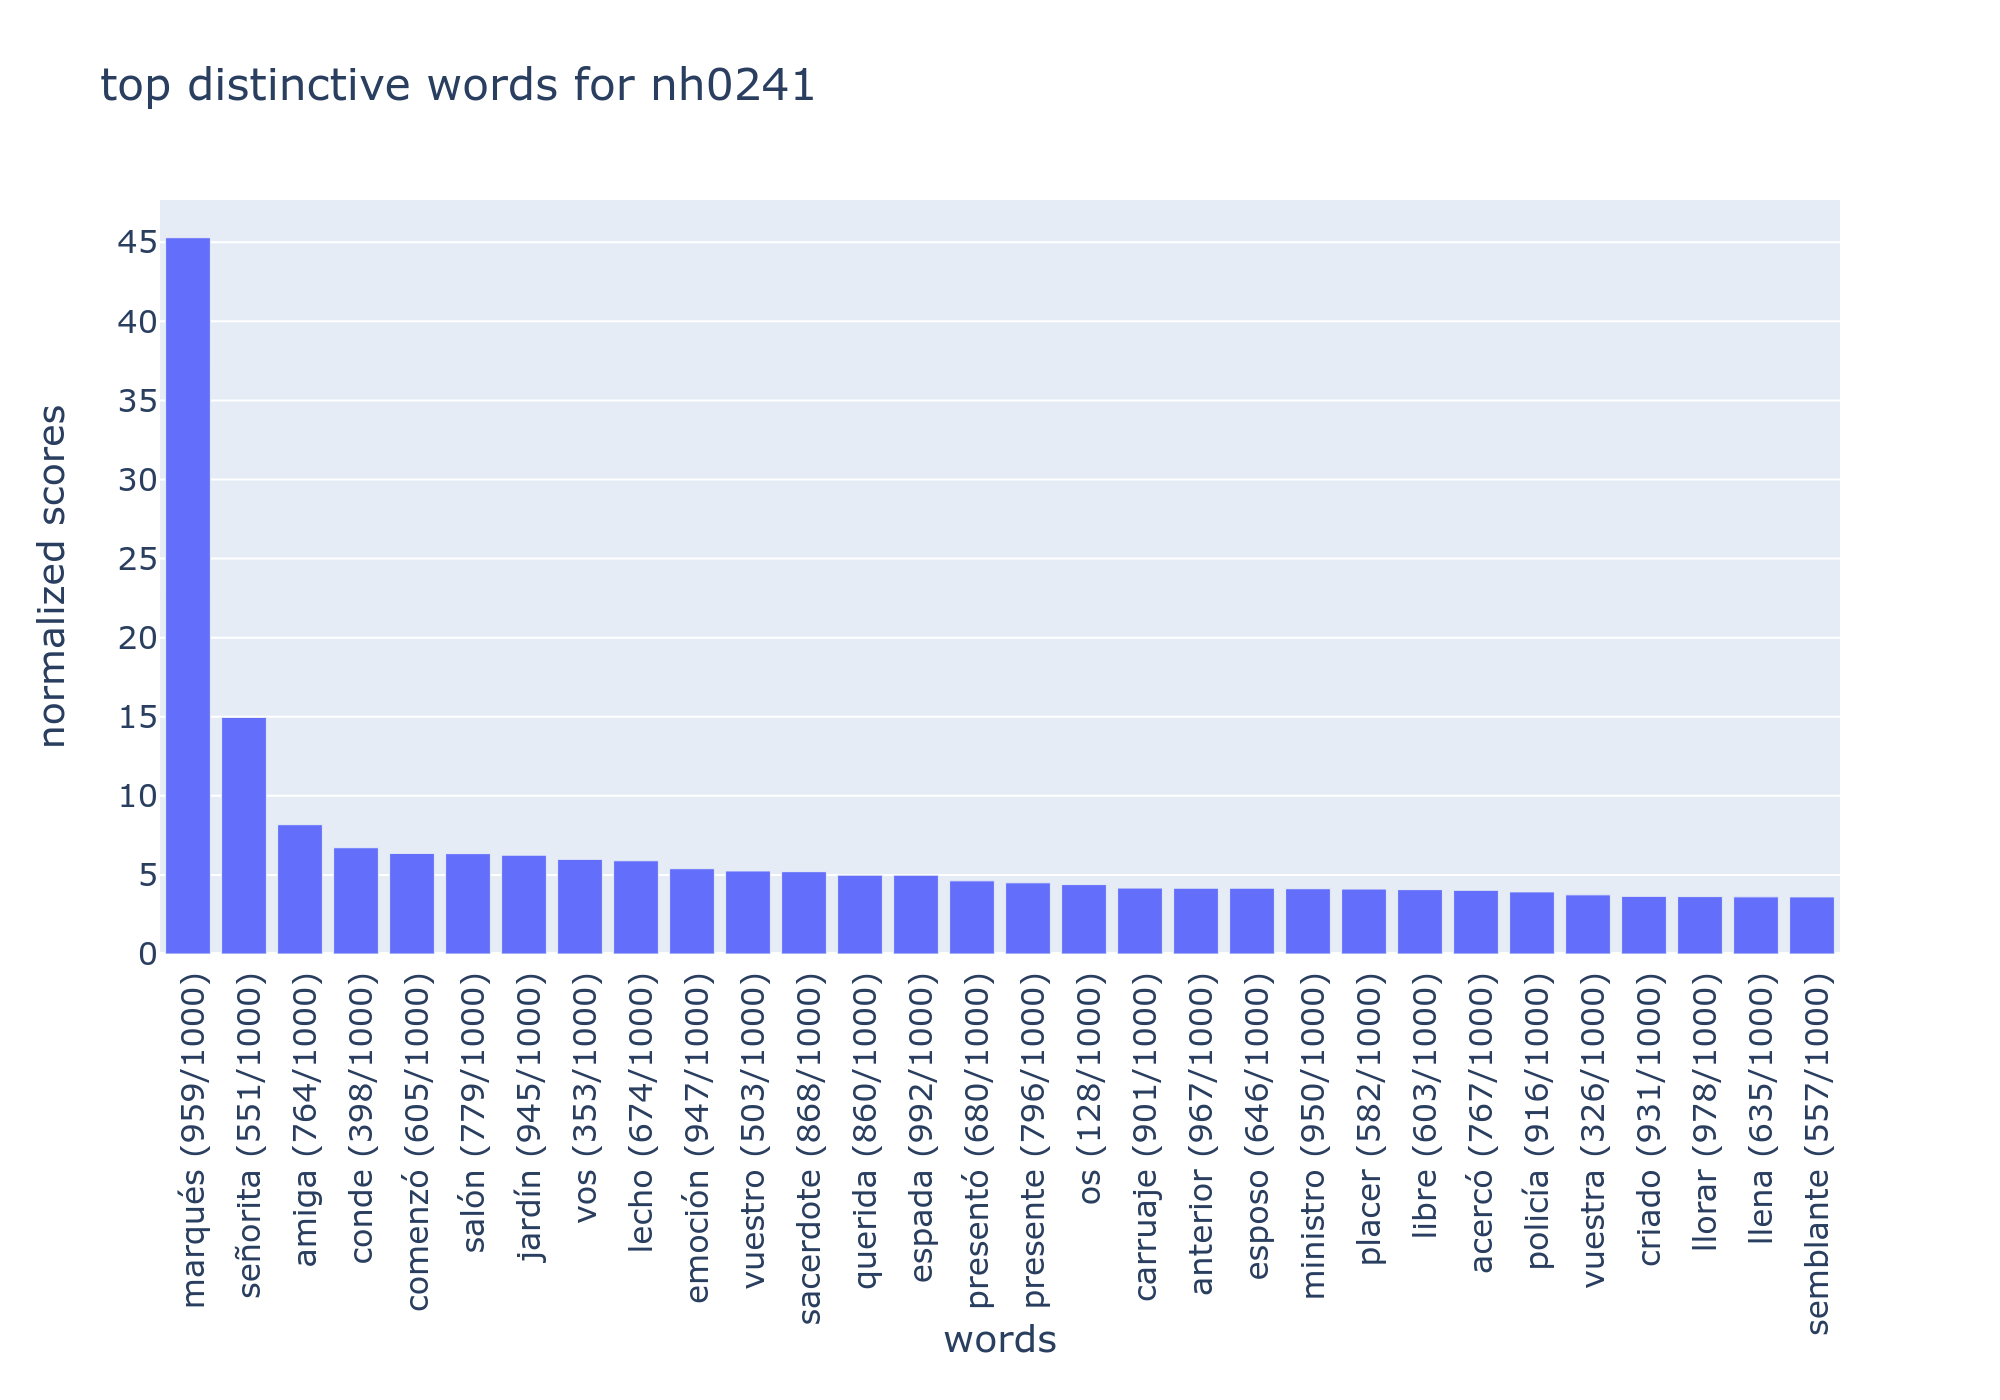 top distinctive words for nh0241
normalized scores
45
40
35
30
25
20
15
10
5
0
marqués (959/1000)
señorita (551/1000)
amiga (764/1000)
conde (398/1000)
comenzó (605/1000)
salón (779/1000)
jardín (945/1000)
vos (353/1000)
lecho (674/1000)
emoción (947/1000)
vuestro (503/1000)
sacerdote (868/1000)
querida (860/1000)
espada (992/1000)
presentó (680/1000)
presente (796/1000)
os (128/1000)
carruaje (901/1000)
anterior (967/1000)
esposo (646/1000)
ministro (950/1000)
placer (582/1000)
libre (603/1000)
acercó (767/1000)
policía (916/1000)
vuestra (326/1000)
criado (931/1000)
llorar (978/1000)
llena (635/1000)
semblante (557/1000)
words